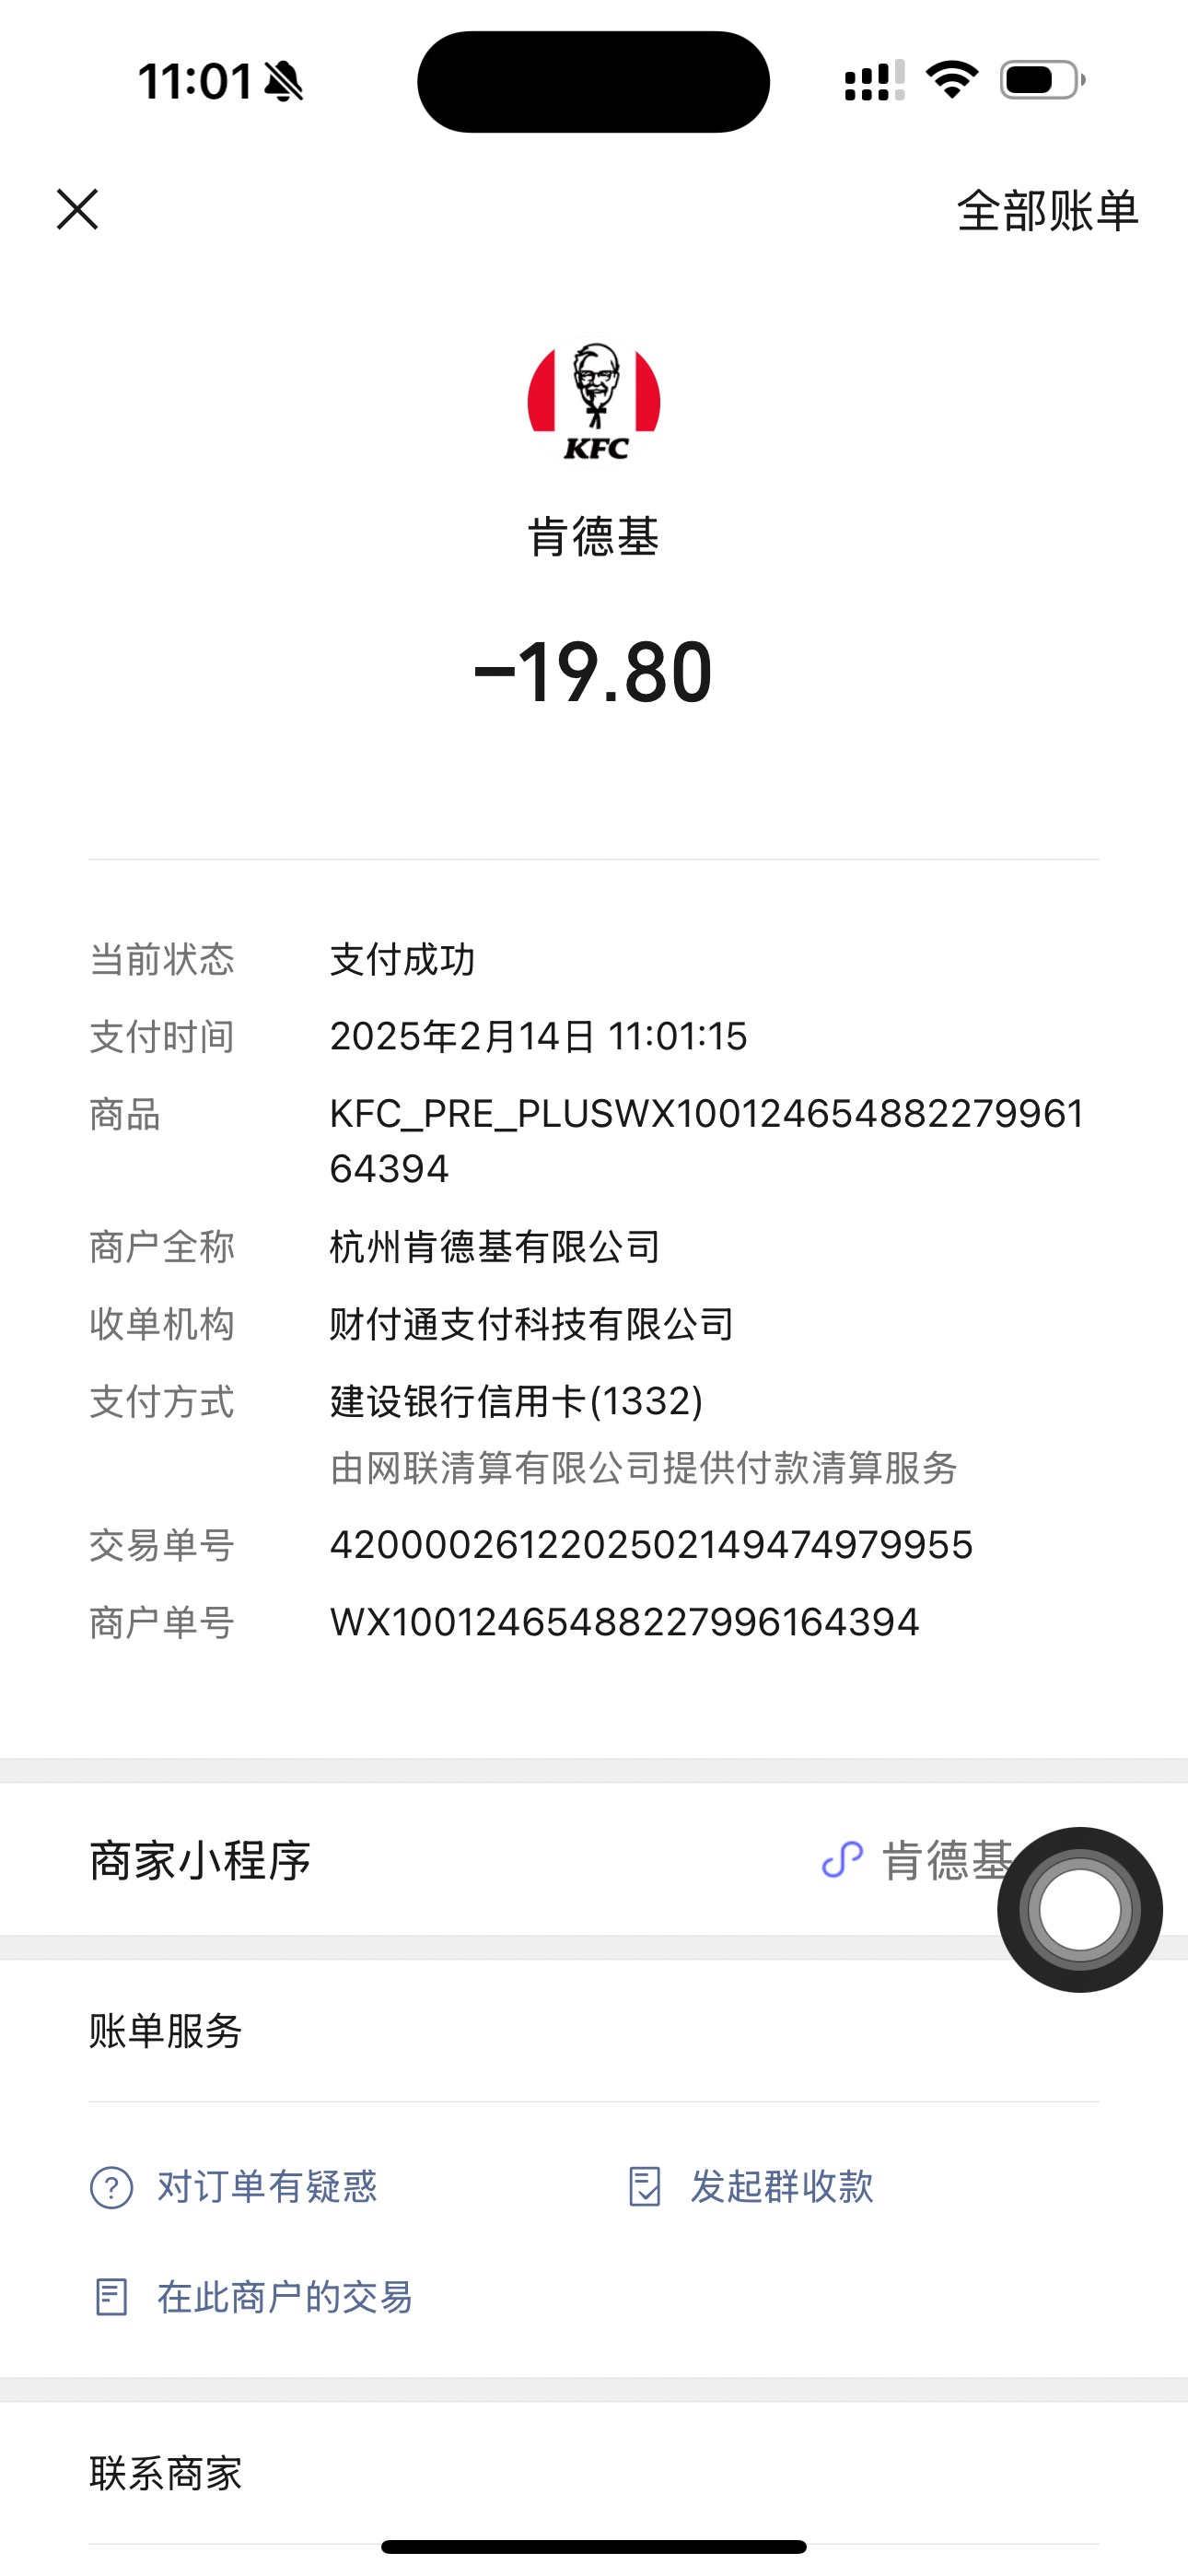 11:01
全部账单
KFC
肯德基
-19.80
当前状态 支付成功
支付时间 2025年2月14日 11:01:15
商品 KFC_PRE_PLUSWX100124654882279961
64394
商户全称 杭州肯德基有限公司
收单机构 财付通支付科技有限公司
支付方式 建设银行信用卡(1332)
由网联清算有限公司提供付款清算服务
交易单号 4200002612202502149474979955
商户单号 WX10012465488227996164394
商家小程序 肯德基
账单服务
对订单有疑惑 发起群收款
在此商户的交易
联系商家